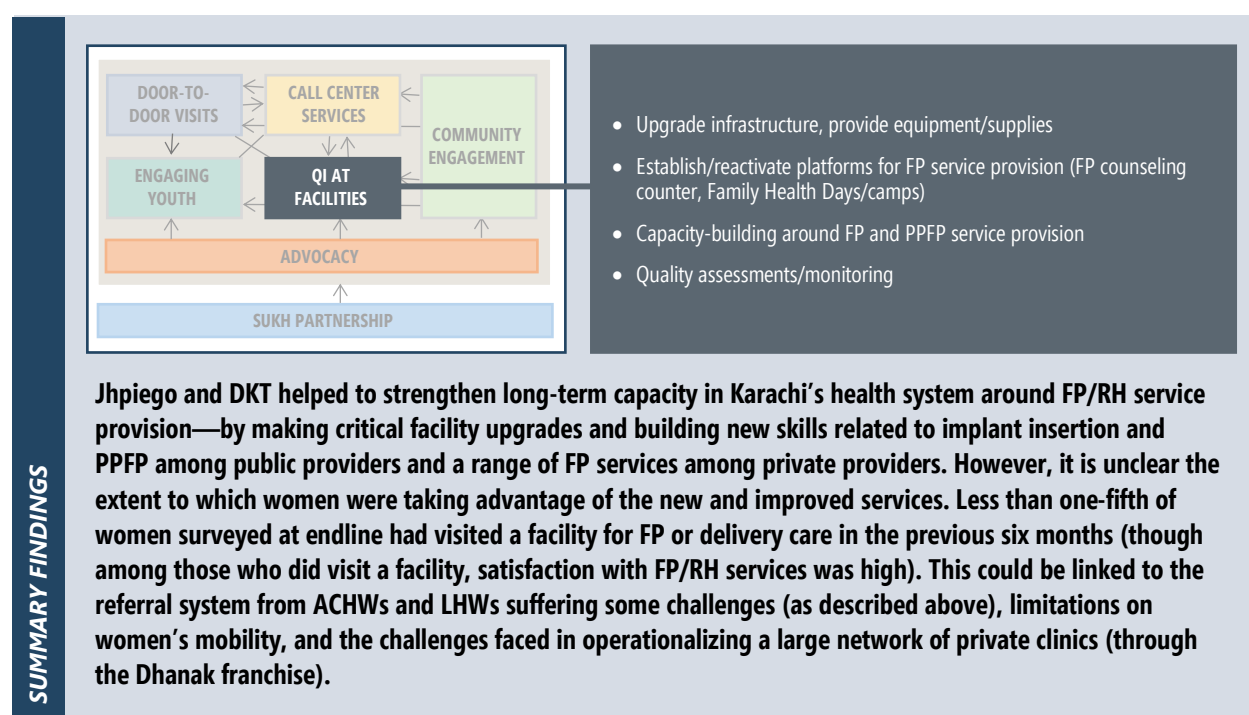 DOOR-TO-
DOOR VISITS
CALL CENTER
SERVICES
COMMUNITY
ENGAGEMENT
ENGAGING
YOUTH
QI AT
FACILITIES
ADVOCACY
SUKH PARTNERSHIP
• Upgrade infrastructure, provide equipment/supplies
• Establish/reactivate platforms for FP service provision (FP counseling
counter, Family Health Days/camps)
• Capacity-building around FP and PPFP service provision
• Quality assessments/monitoring
SUMMARY FINDINGS
Jhpiego and DKT helped to strengthen long-term capacity in Karachi’s health system around FP/RH service
provision—by making critical facility upgrades and building new skills related to implant insertion and
PPFP among public providers and a range of FP services among private providers. However, it is unclear the
extent to which women were taking advantage of the new and improved services. Less than one-fifth of
women surveyed at endline had visited a facility for FP or delivery care in the previous six months (though
among those who did visit a facility, satisfaction with FP/RH services was high). This could be linked to the
referral system from ACHWs and LHWs suffering some challenges (as described above), limitations on
women’s mobility, and the challenges faced in operationalizing a large network of private clinics (through
the Dhanak franchise).